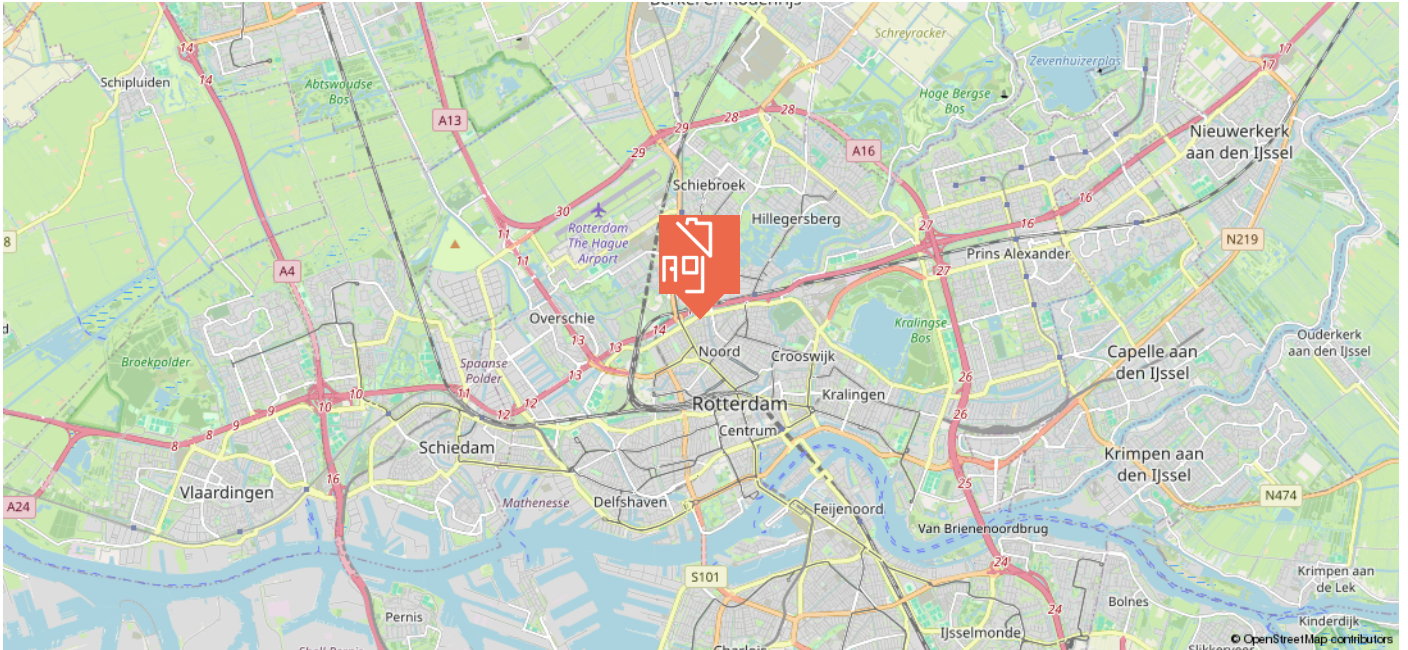 Berkel en Rodenrijs
Schipluiden
14
14
Abtswoudse
Bos
A13
Schreyracker
Zevenhuizerplas
17
17
Hoge Bergse
Bos
28
28
29
29
A16
Nieuwerkerk
aan den IJssel
Schiebroek
Hillegersberg
16
16
30
Rotterdam
The Hague
Airport
11
11
27
27
8
A4
N219
Prins Alexander
Overschie
14
13
13
13
Kralingse
Bos
Ouderkerk
aan den IJssel
Broekpolder
Spaanse
Polder
Noord
Crooswijk
Capelle aan
den IJssel
26
26
10
10
11
12
12
9
9
8
8
Rotterdam
Centrum
Kralingen
Schiedam
Krimpen aan
den IJssel
16
25
Vlaardingen
A24
Mathenesse
Delfshaven
Feijenoord
N474
Van Brienenoordbrug
S101
24
24
Krimpen aan
de Lek
Pernis
Bolnes
Kinderdijk
IJsselmonde
© OpenStreetMap contributors
Shell Pernis
Charlois
Slikkerveer